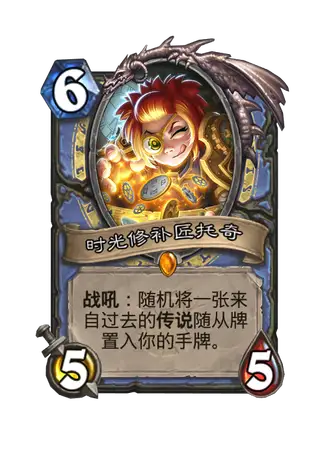 6
时光修补匠托奇
战吼：随机将一张来
自过去的传说随从牌
置入你的手牌。
5
5